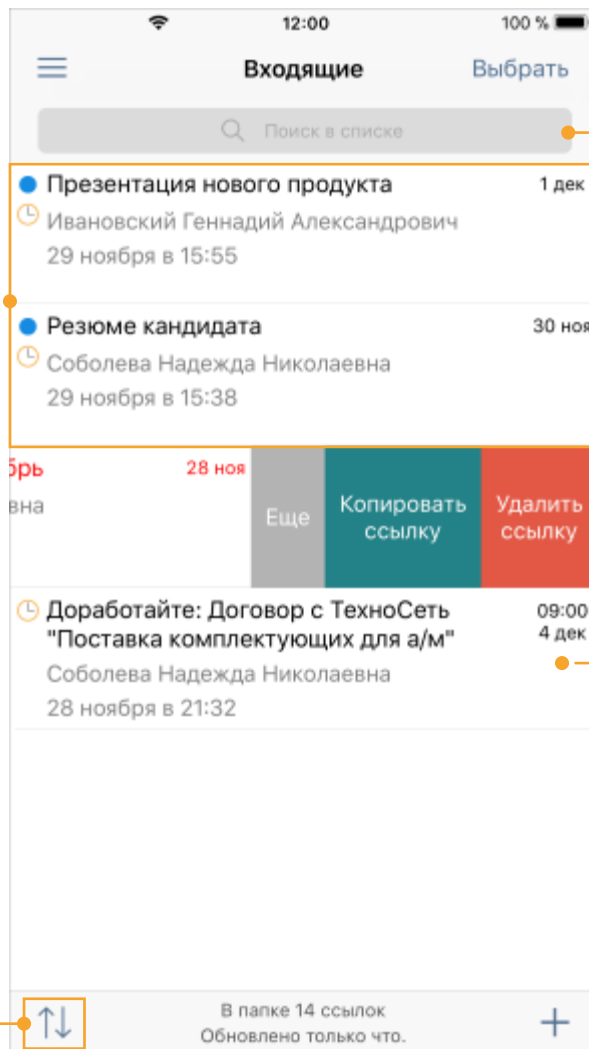 12:00 100 %
Входящие Выбрать
Поиск в списке
Презентация нового продукта 1 дек
Ивановский Геннадий Александрович
29 ноября в 15:55
Резюме кандидата 30 ноя
Соболева Надежда Николаевна
29 ноября в 15:38
брь 28 ноя
вна
Еще
Копировать
ссылку
Удалить
ссылку
Доработайте: Договор с ТехноСеть 09:00
"Поставка комплектующих для а/м" 4 дек
Соболева Надежда Николаевна
28 ноября в 21:32
В папке 14 ссылок
Обновлено только что.